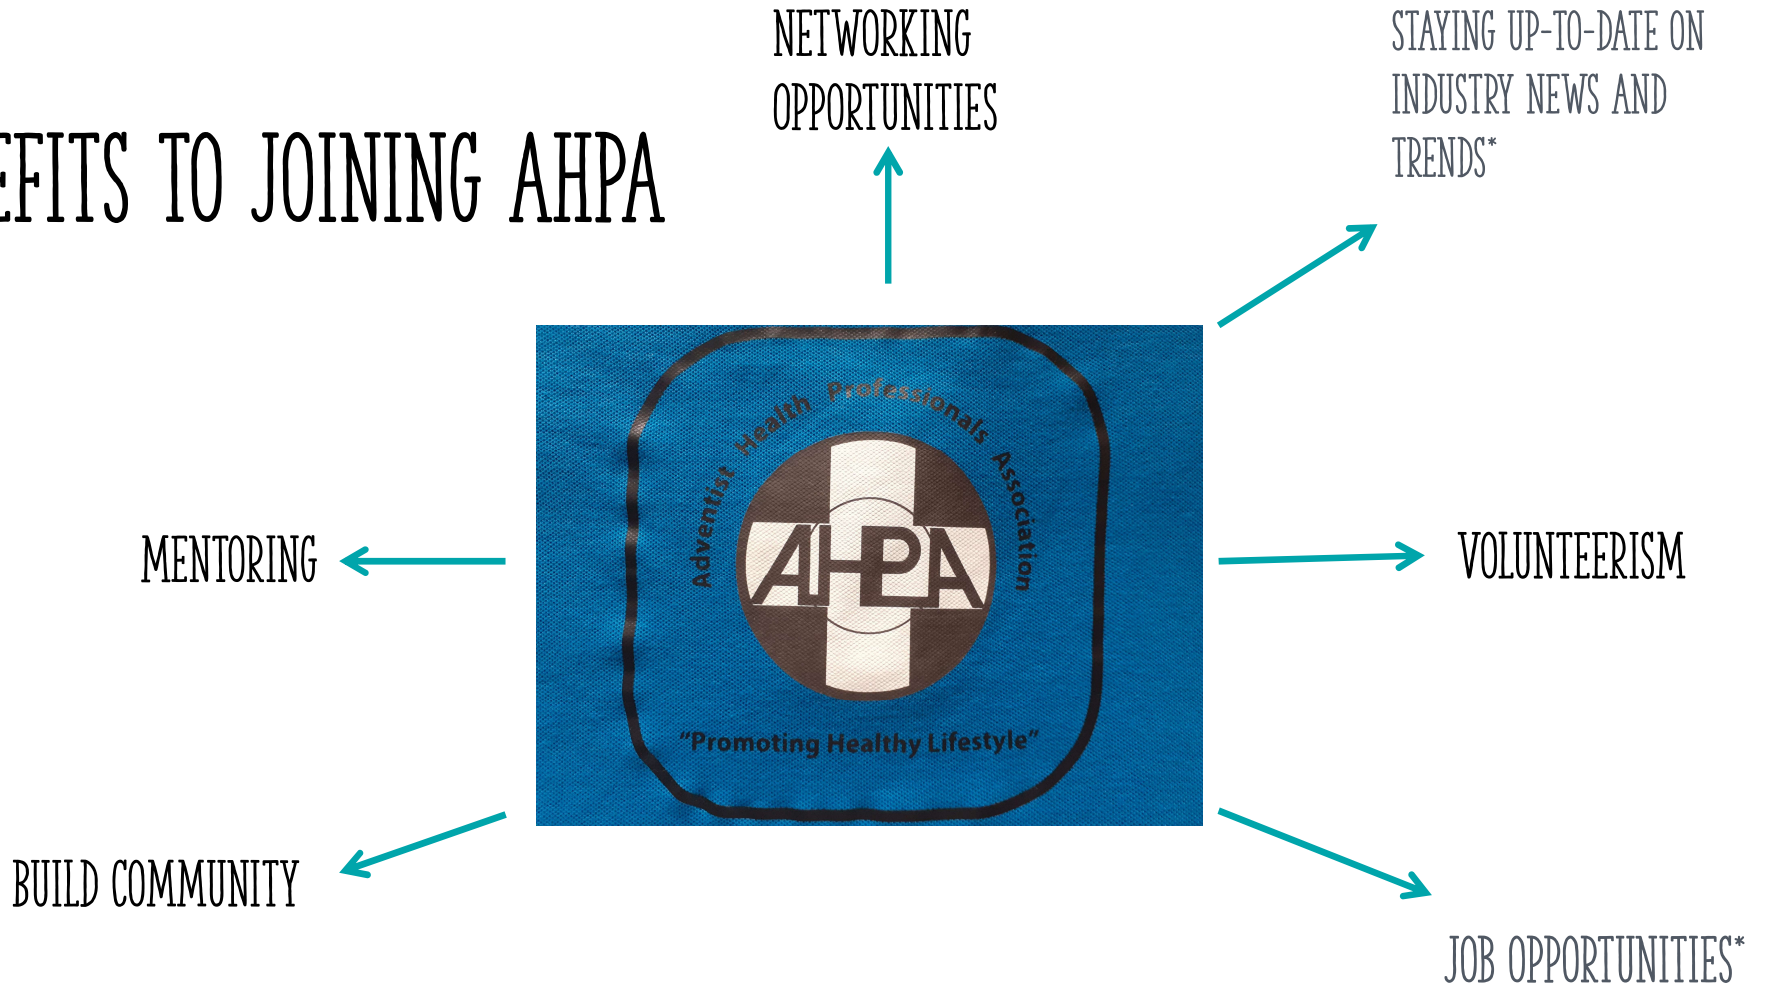 NETWORKING
OPPORTUNITIES
STAYING UP-TO-DATE ON
INDUSTRY NEWS AND
TRENDS*
EFITS TO JOINING AHPA
Adventist Health Professionals Association
AHPA
"Promoting Healthy Lifestyle"
MENTORING
VOLUNTEERISM
BUILD COMMUNITY
JOB OPPORTUNITIES*